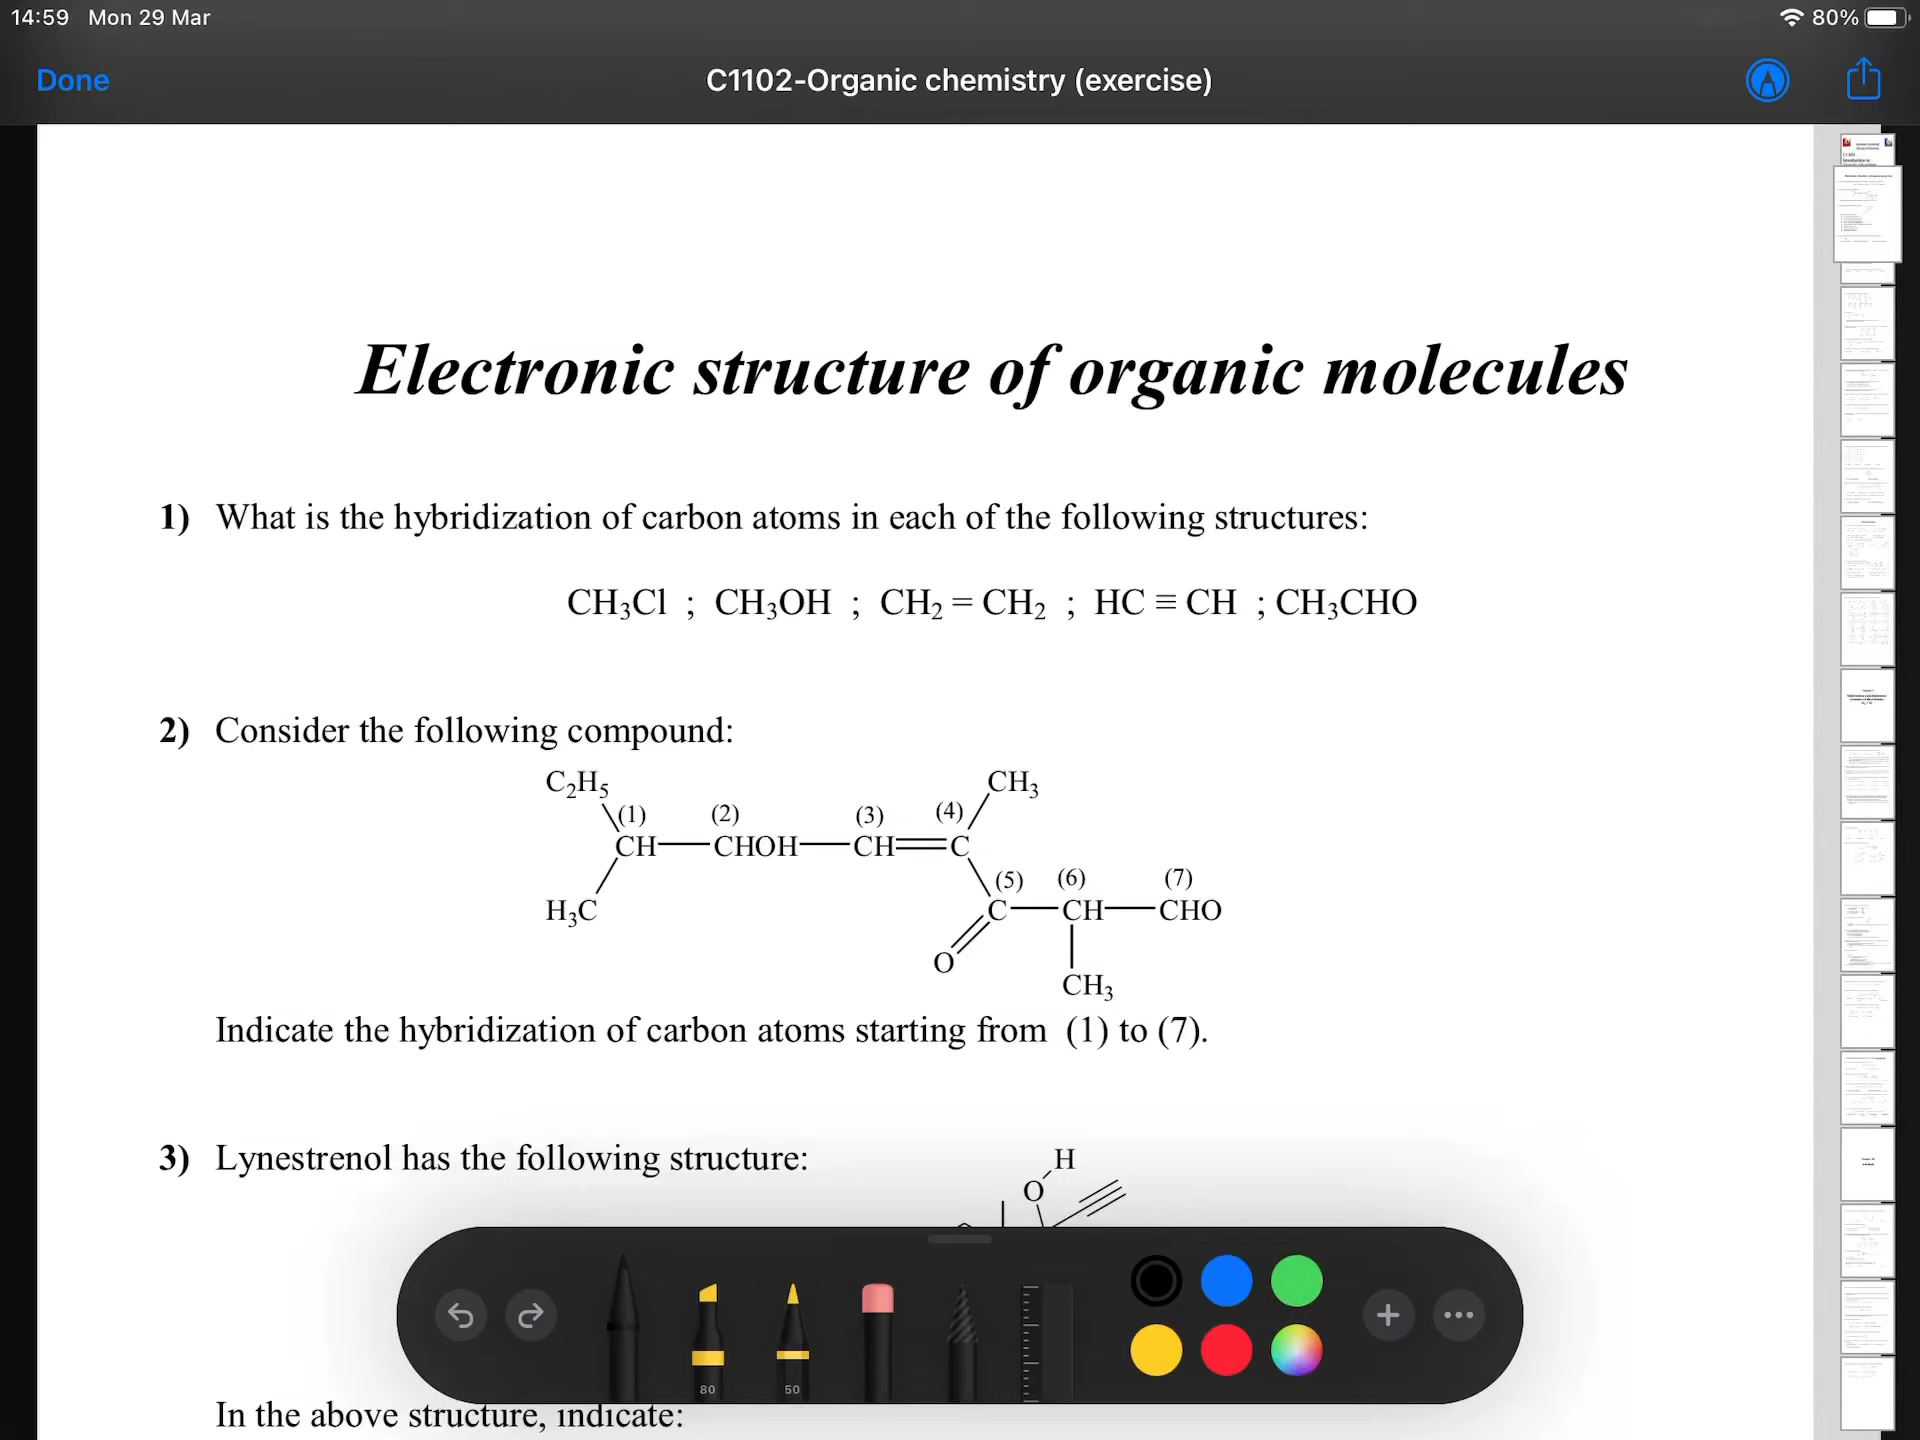 14:59 Mon 29 Mar
80%
Done
C1102-Organic chemistry (exercise)
Electronic structure of organic molecules
1) What is the hybridization of carbon atoms in each of the following structures:
CH₃Cl ; CH₃OH ; CH₂ = CH₂ ; HC ≡ CH ; CH₃CHO
2) Consider the following compound:
C₂H₅ CH₃
(1) (2) (3) (4)
CH CHOH CH C
(5) (6) (7)
H₃C C CH CHO
O
CH₃
Indicate the hybridization of carbon atoms starting from (1) to (7).
3) Lynestrenol has the following structure:
H
O
80 50
In the above structure, indicate: